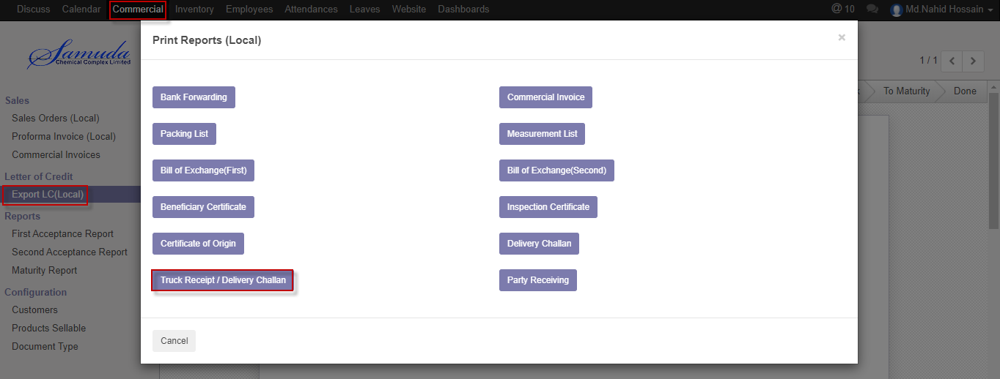 Discuss Calendar Commercial Inventory Employees Attendances Leaves Website Dashboards @ 10 Md.Nahid Hossain
Print Reports (Local) ×
Samuda
Chemical Complex Limited
1 / 1
To Maturity Done
Sales
Sales Orders (Local)
Proforma Invoice (Local)
Commercial Invoices
Letter of Credit
Export LC(Local)
Reports
First Acceptance Report
Second Acceptance Report
Maturity Report
Configuration
Customers
Products Sellable
Document Type
Bank Forwarding Commercial Invoice
Packing List Measurement List
Bill of Exchange(First) Bill of Exchange(Second)
Beneficiary Certificate Inspection Certificate
Certificate of Origin Delivery Challan
Truck Receipt / Delivery Challan Party Receiving
Cancel